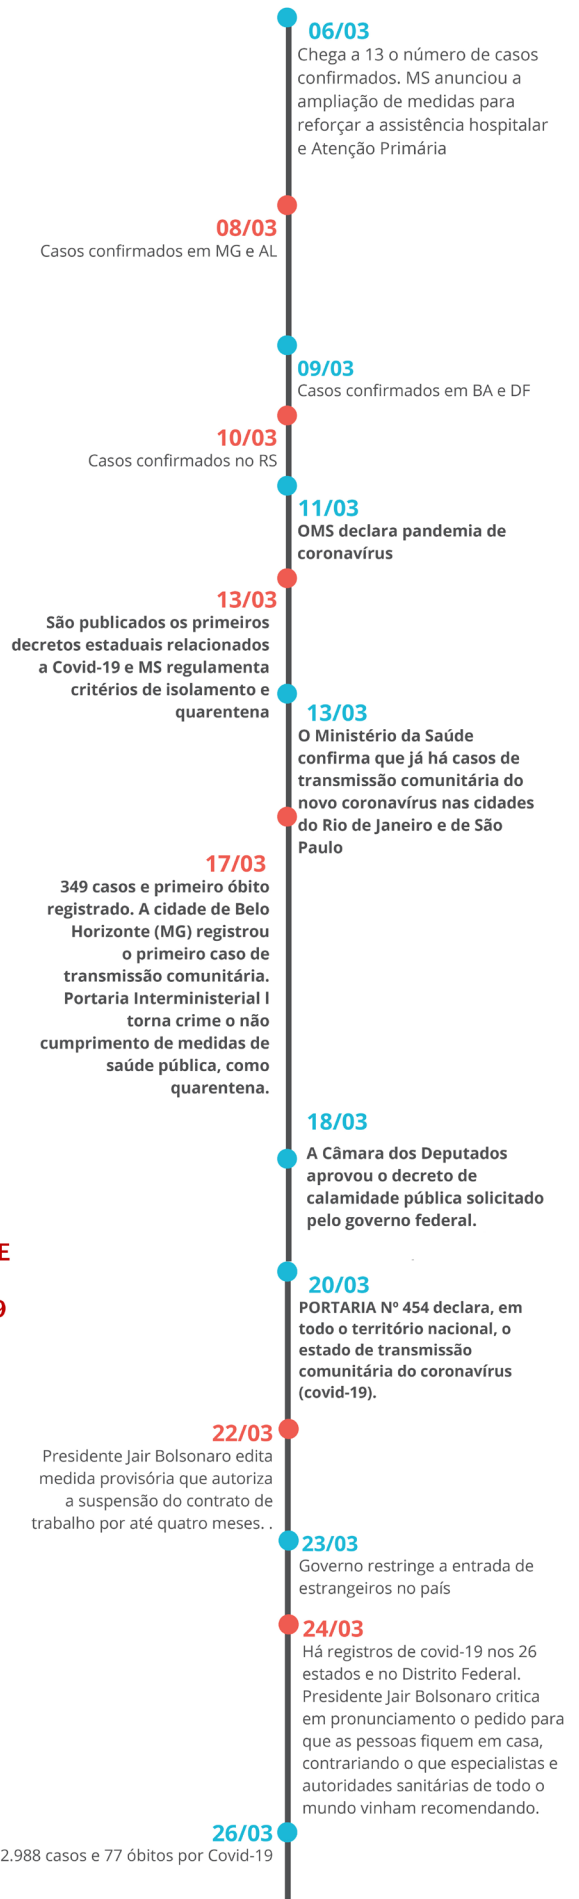 06/03
Chega a 13 o número de casos
confirmados. MS anunciou a
ampliação de medidas para
reforçar a assistência hospitalar
e Atenção Primária
08/03
Casos confirmados em MG e AL
09/03
Casos confirmados em BA e DF
10/03
Casos confirmados no RS
11/03
OMS declara pandemia de
coronavírus
13/03
São publicados os primeiros
decretos estaduais relacionados
a Covid-19 e MS regulamenta
critérios de isolamento e
quarentena
13/03
O Ministério da Saúde
confirma que já há casos de
transmissão comunitária do
novo coronavírus nas cidades
do Rio de Janeiro e de São
Paulo
17/03
349 casos e primeiro óbito
registrado. A cidade de Belo
Horizonte (MG) registrou
o primeiro caso de
transmissão comunitária.
Portaria Interministerial l
torna crime o não
cumprimento de medidas de
saúde pública, como
quarentena.
18/03
A Câmara dos Deputados
aprovou o decreto de
calamidade pública solicitado
pelo governo federal.
E
9
20/03
PORTARIA Nº 454 declara, em
todo o território nacional, o
estado de transmissão
comunitária do coronavírus
(covid-19).
22/03
Presidente Jair Bolsonaro edita
medida provisória que autoriza
a suspensão do contrato de
trabalho por até quatro meses. .
23/03
Governo restringe a entrada de
estrangeiros no país
24/03
Há registros de covid-19 nos 26
estados e no Distrito Federal.
Presidente Jair Bolsonaro critica
em pronunciamento o pedido para
que as pessoas fiquem em casa,
contrariando o que especialistas e
autoridades sanitárias de todo o
mundo vinham recomendando.
26/03
2.988 casos e 77 óbitos por Covid-19